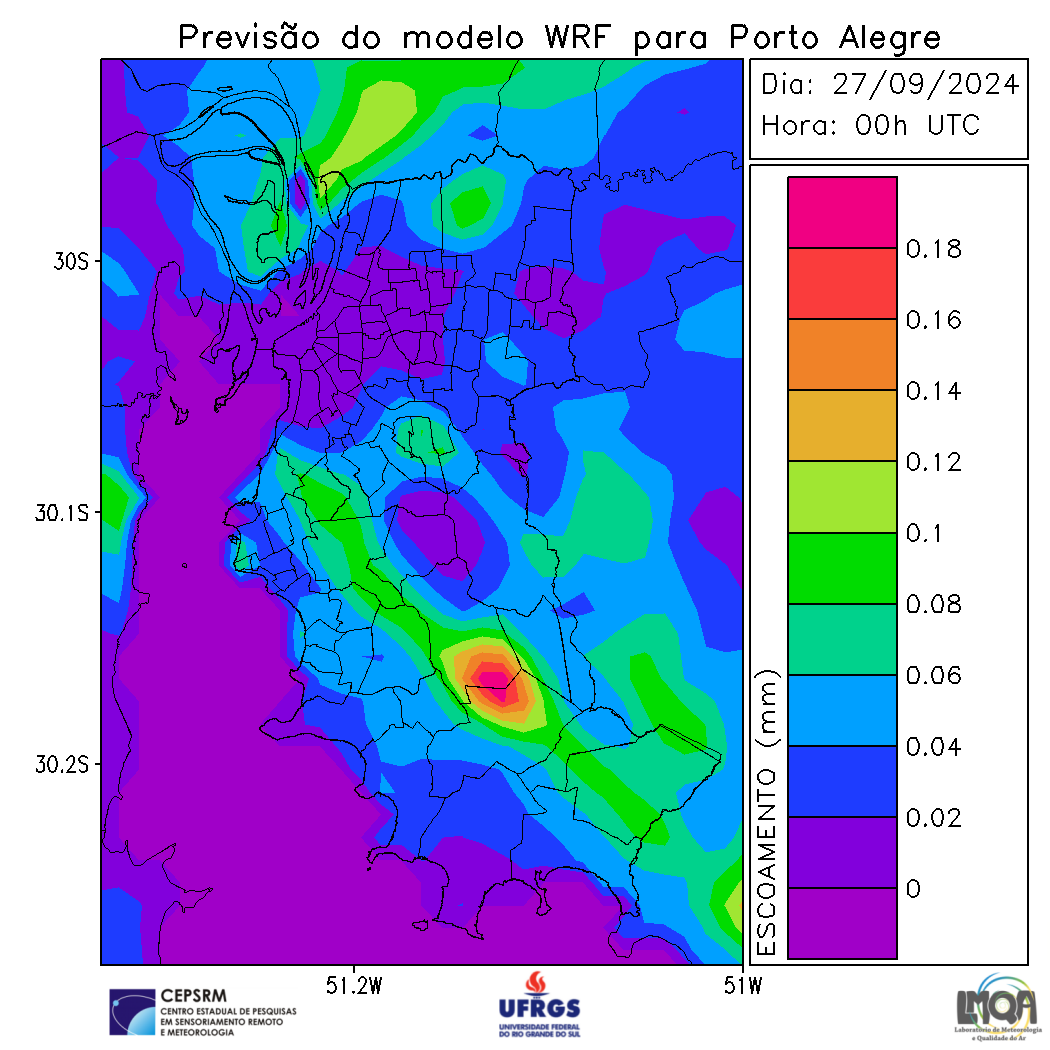 Previsão do modelo WRF para Porto Alegre
Dia: 27/09/2024
Hora: 00h UTC
30S
30.1S
30.2S
51.2W
51W
ESCOAMENTO (mm)
0.18
0.16
0.14
0.12
0.1
0.08
0.06
0.04
0.02
0
CEPSRM
CENTRO ESTADUAL DE PESQUISAS
EM SENSORIAMENTO REMOTO
E METEOROLOGIA
UFRGS
UNIVERSIDADE FEDERAL
DO RIO GRANDE DO SUL
LMQA
Laboratório de Meteorologia
e Qualidade do Ar